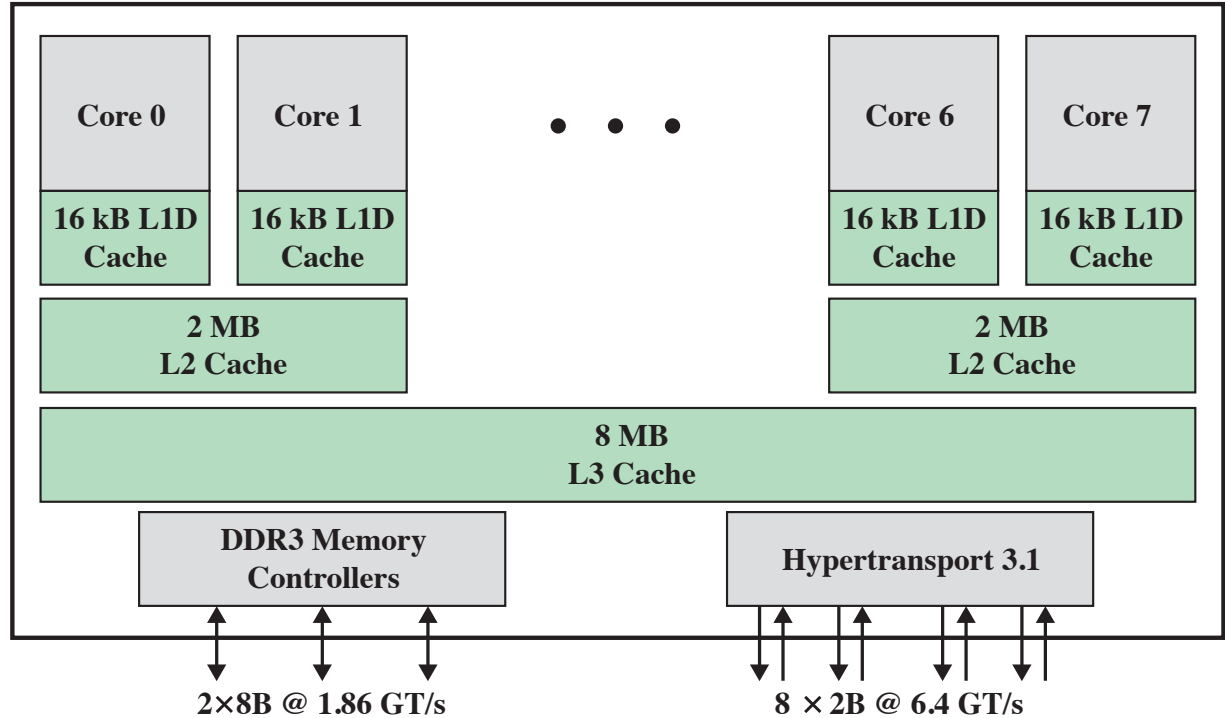 Core 0
Core 1
Core 6
Core 7
16 kB L1D
Cache
16 kB L1D
Cache
16 kB L1D
Cache
16 kB L1D
Cache
2 MB
L2 Cache
2 MB
L2 Cache
8 MB
L3 Cache
DDR3 Memory
Controllers
Hypertransport 3.1
2×8B @ 1.86 GT/s
8 × 2B @ 6.4 GT/s